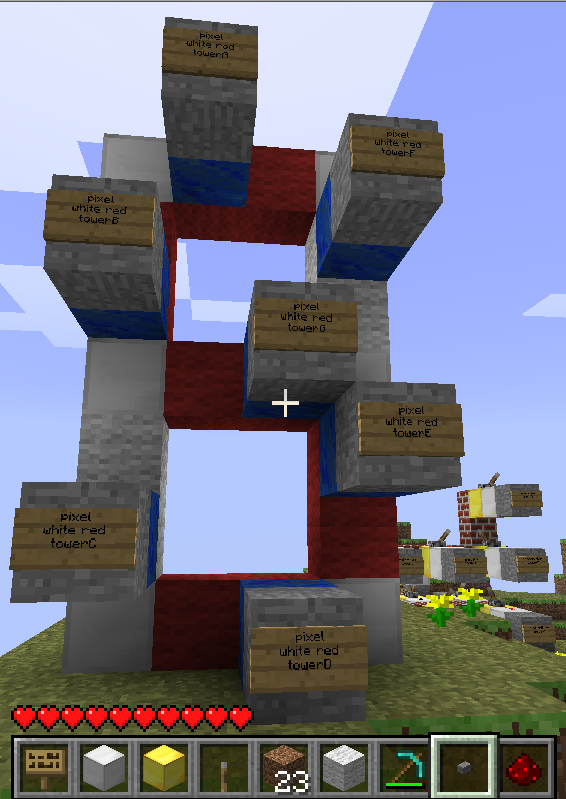 pixel
white red
towerA
pixel
white red
towerF
pixel
white red
towerB
pixel
white red
towerG
pixel
white red
towerE
pixel
white red
towerC
pixel
white red
towerD
23